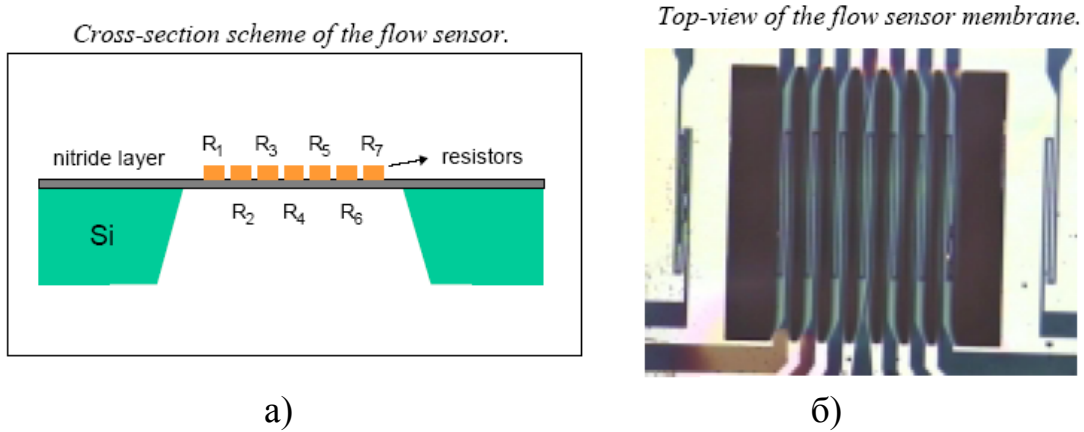 Cross-section scheme of the flow sensor.
Top-view of the flow sensor membrane.
R₁ R₃ R₅ R₇
nitride layer
resistors
R₂ R₄ R₆
Si
а)
б)